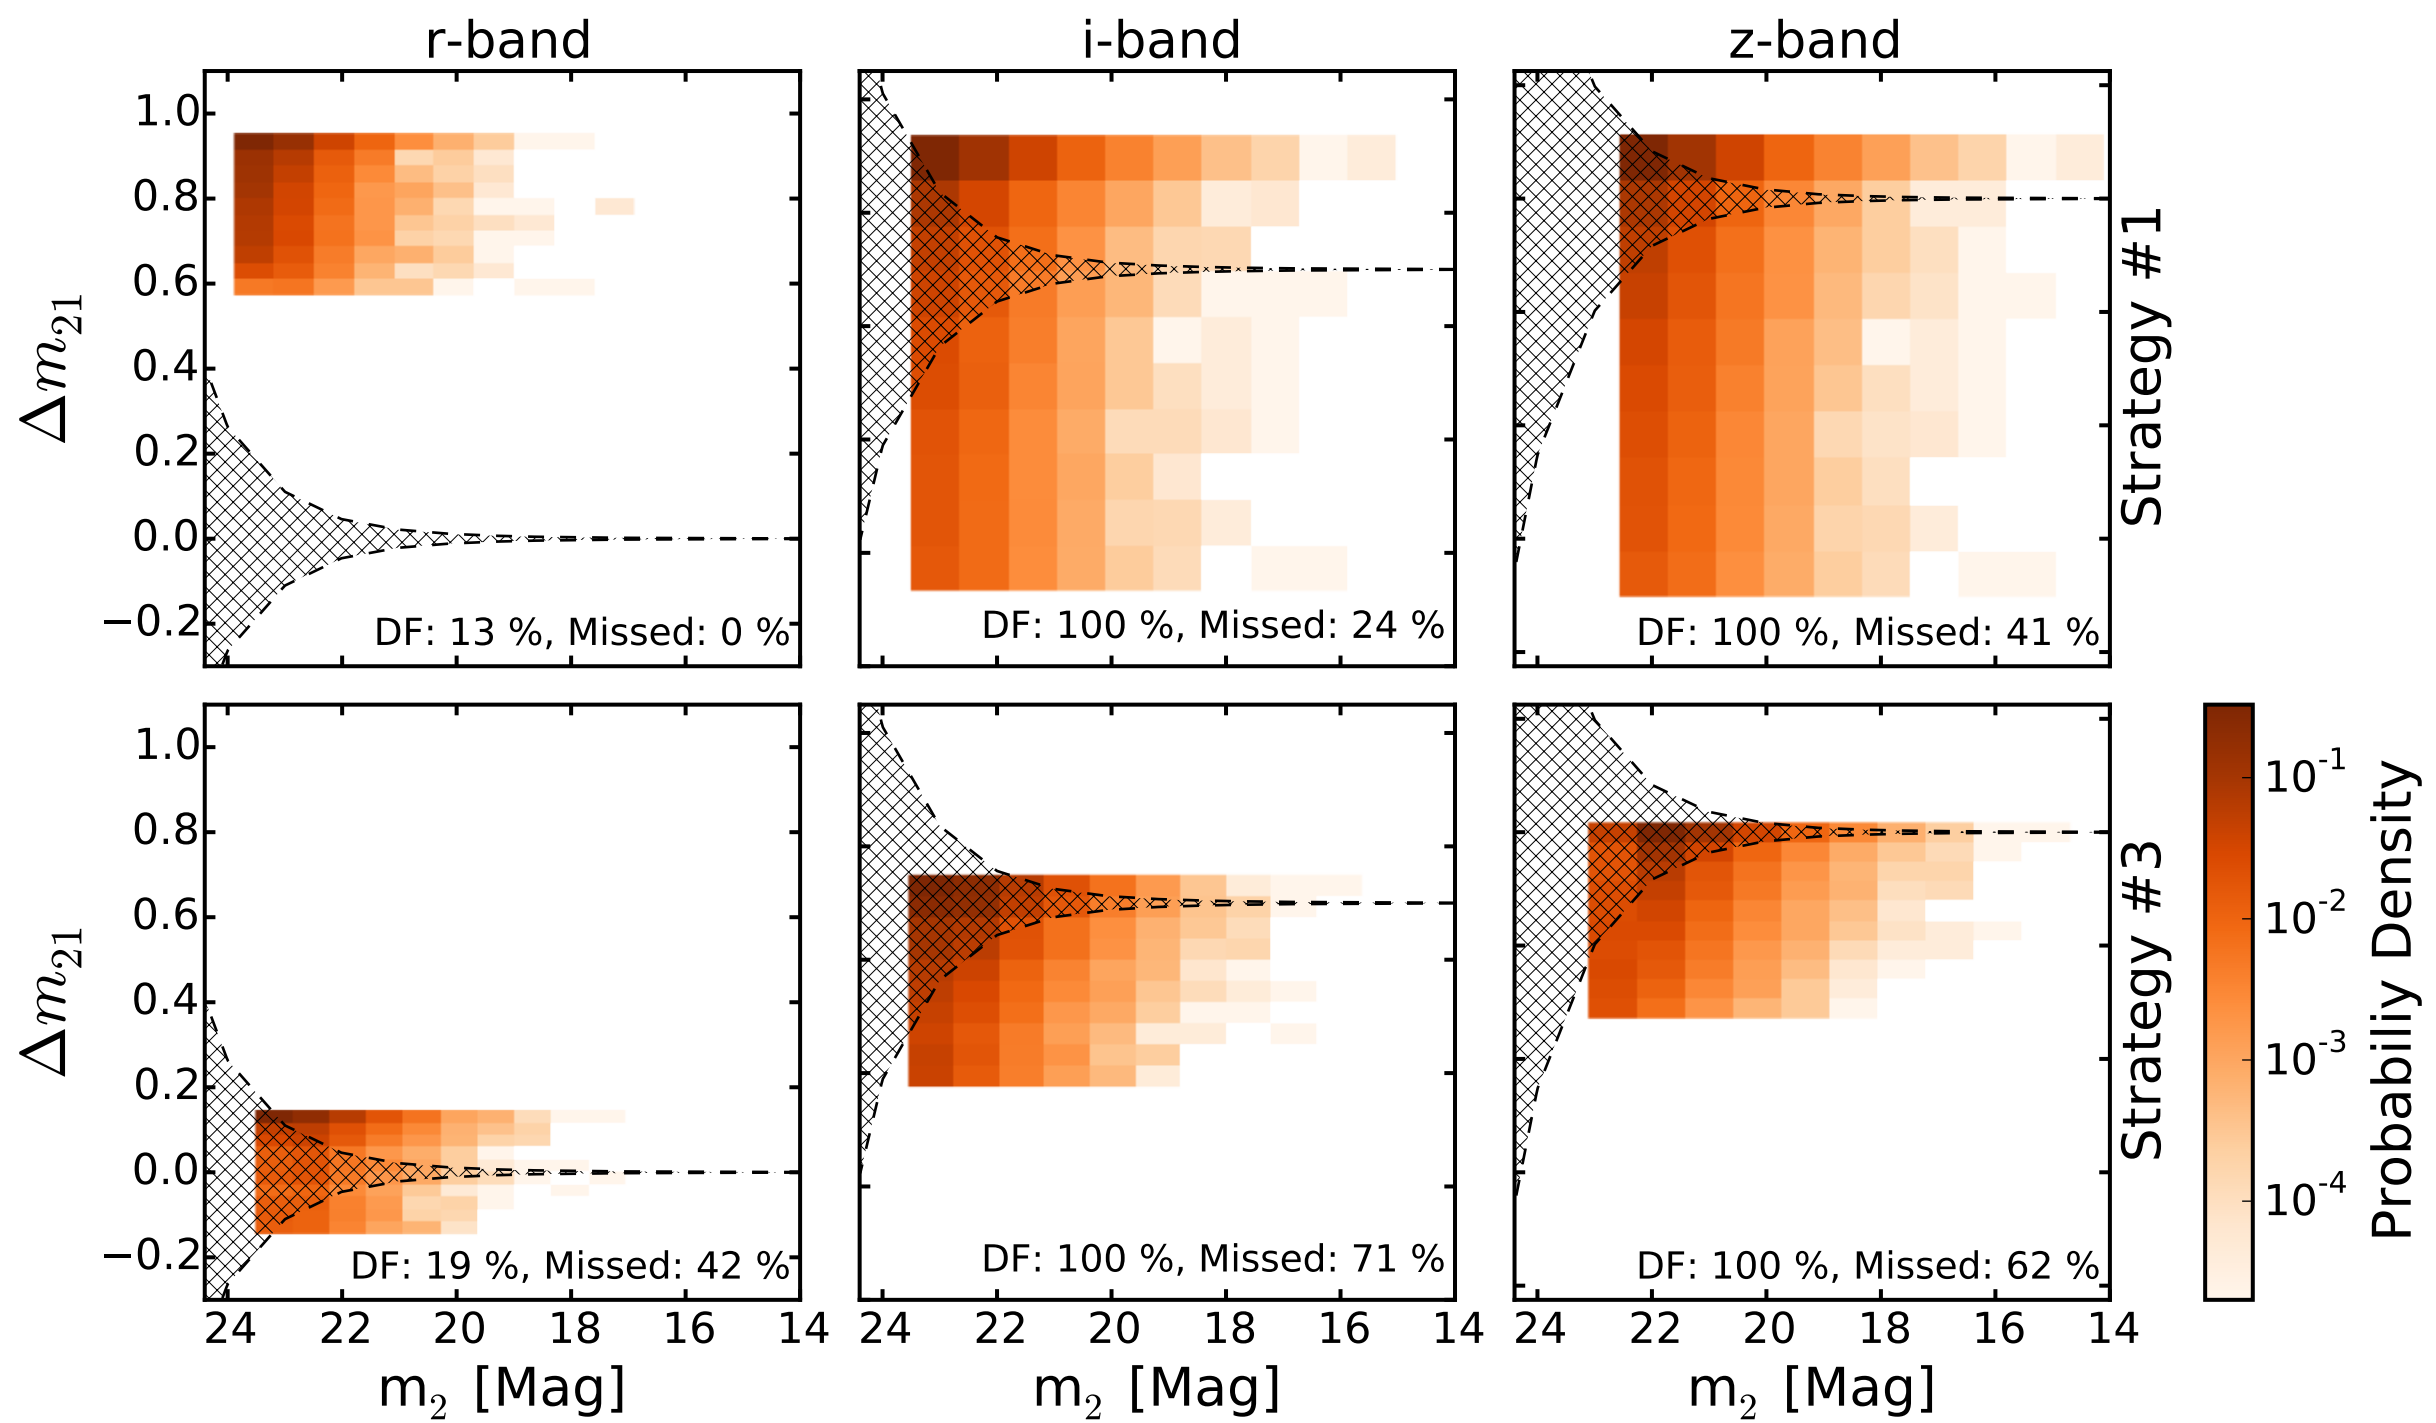 r-band
i-band
z-band
1.0
0.8
0.6
0.4
0.2
0.0
−0.2
Δm₂₁
DF: 13 %, Missed: 0 %
DF: 100 %, Missed: 24 %
DF: 100 %, Missed: 41 %
Strategy #1
1.0
0.8
0.6
0.4
0.2
0.0
−0.2
Δm₂₁
DF: 19 %, Missed: 42 %
DF: 100 %, Missed: 71 %
DF: 100 %, Missed: 62 %
Strategy #3
24 22 20 18 16 14
24 22 20 18 16 14
24 22 20 18 16 14
m₂ [Mag]
m₂ [Mag]
m₂ [Mag]
10⁻¹
10⁻²
10⁻³
10⁻⁴
Probabiliy Density